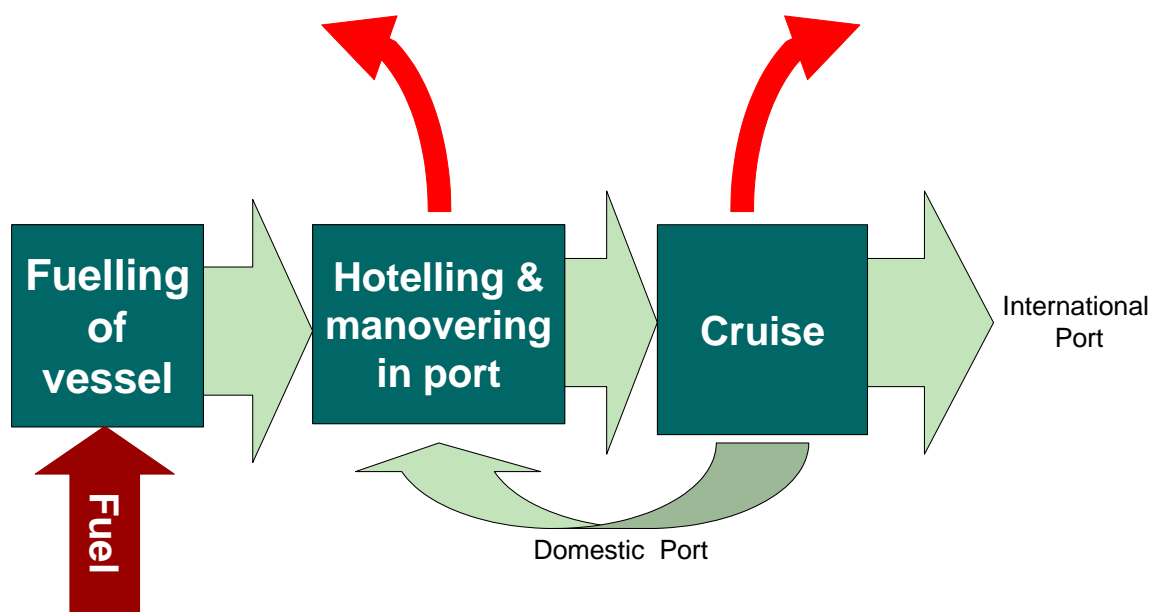 Fuelling
of
vessel
Hotelling &
manovering
in port
Cruise
International
Port
Fuel
Domestic Port